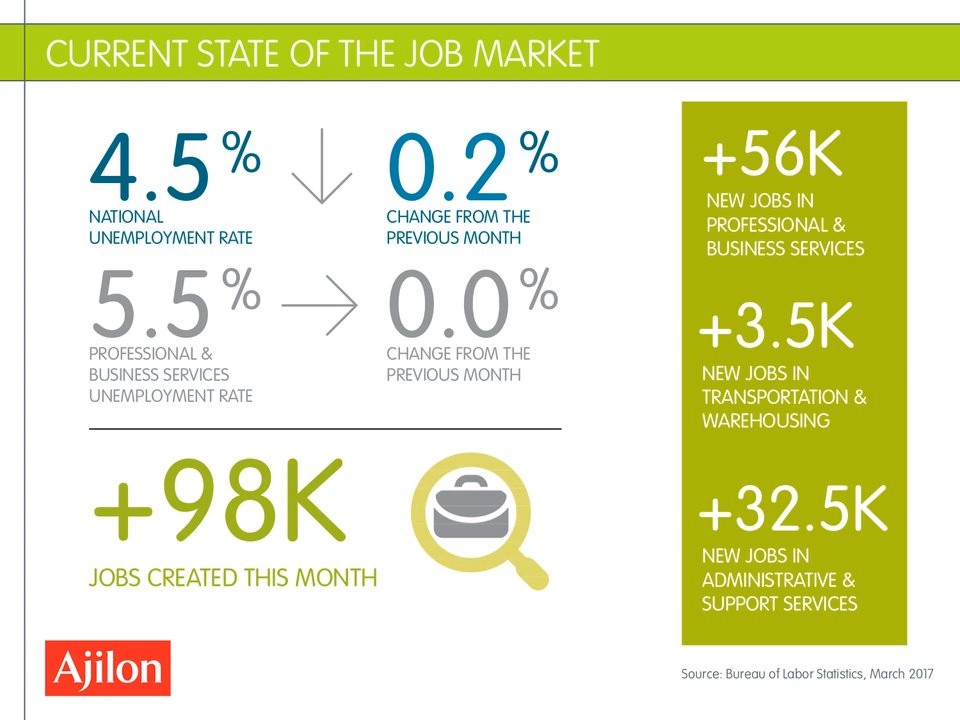 CURRENT STATE OF THE JOB MARKET
4.5%
NATIONAL
UNEMPLOYMENT RATE
0.2%
CHANGE FROM THE
PREVIOUS MONTH
5.5%
PROFESSIONAL &
BUSINESS SERVICES
UNEMPLOYMENT RATE
0.0%
CHANGE FROM THE
PREVIOUS MONTH
+98K
JOBS CREATED THIS MONTH
+56K
NEW JOBS IN
PROFESSIONAL &
BUSINESS SERVICES
+3.5K
NEW JOBS IN
TRANSPORTATION &
WAREHOUSING
+32.5K
NEW JOBS IN
ADMINISTRATIVE &
SUPPORT SERVICES
Ajilon
Source: Bureau of Labor Statistics, March 2017